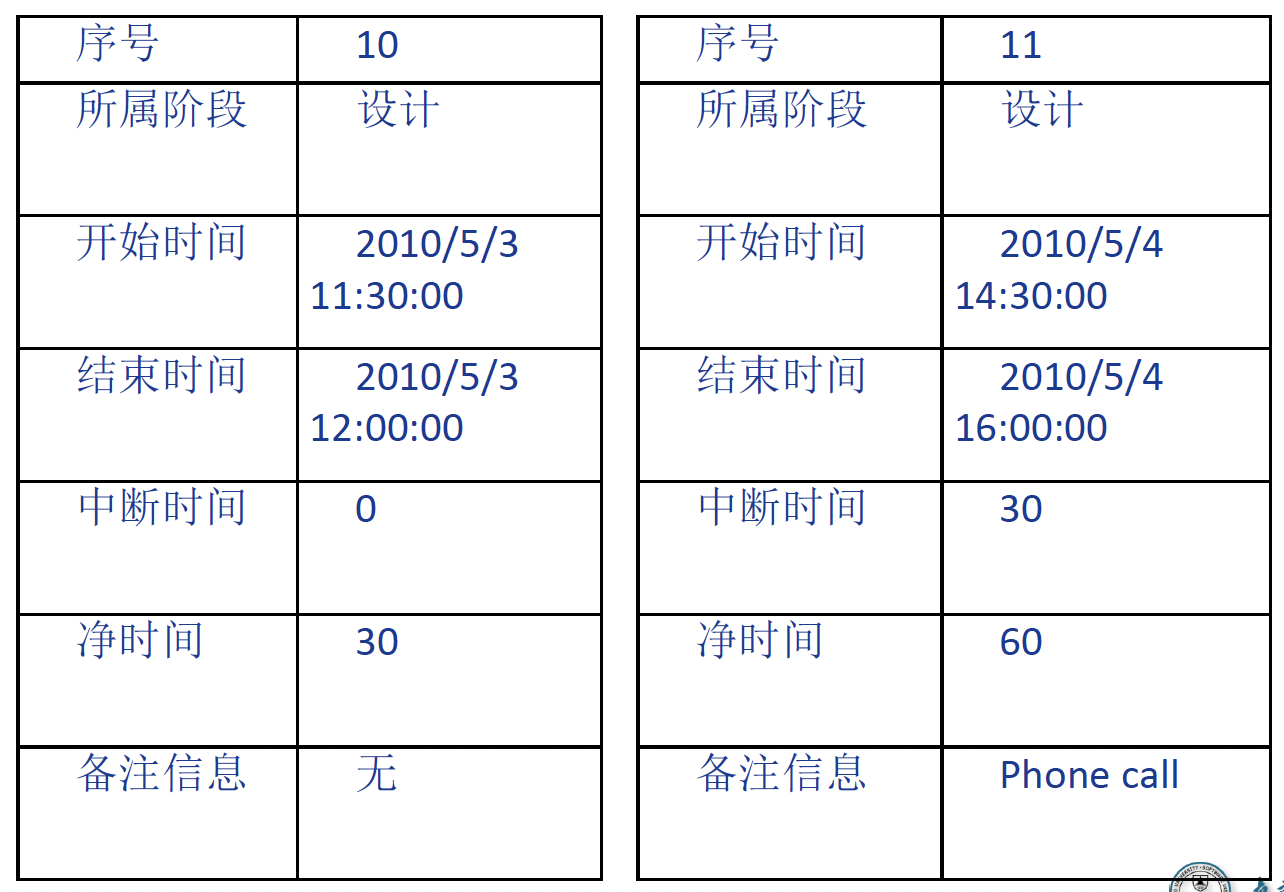 序号 10
所属阶段 设计
开始时间 2010/5/3
11:30:00
结束时间 2010/5/3
12:00:00
中断时间 0
净时间 30
备注信息 无
序号 11
所属阶段 设计
开始时间 2010/5/4
14:30:00
结束时间 2010/5/4
16:00:00
中断时间 30
净时间 60
备注信息 Phone call